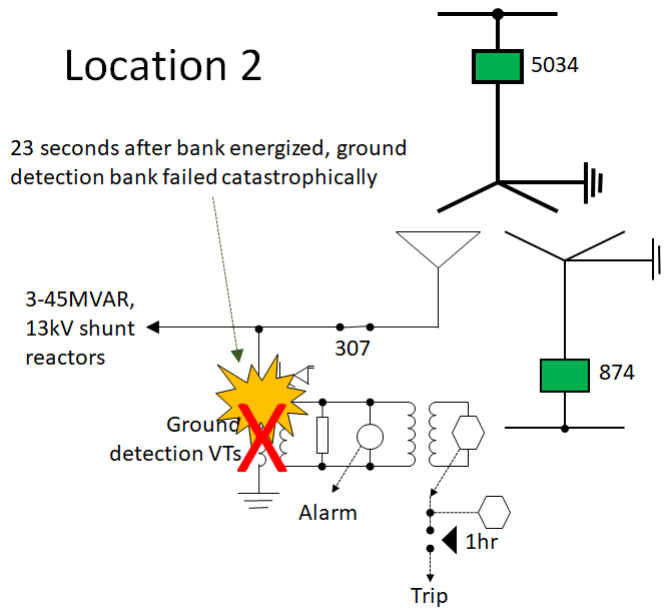 Location 2
5034
23 seconds after bank energized, ground
detection bank failed catastrophically
3-45MVAR,
13kV shunt
reactors
307
874
Ground
detection VTs
Alarm
1hr
Trip